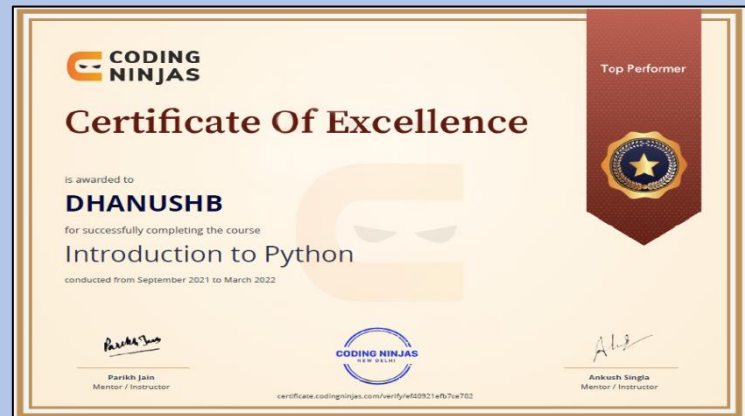 CODING
NINJAS
Top Performer
Certificate Of Excellence
is awarded to
DHANUSHB
for successfully completing the course
Introduction to Python
conducted from September 2021 to March 2022
CODING NINJAS
NEW DELHI
Parikh Jain
Mentor / Instructor
Ankush Singla
Mentor / Instructor
certificate.codingninjas.com/verify/ef40921efb7ce702